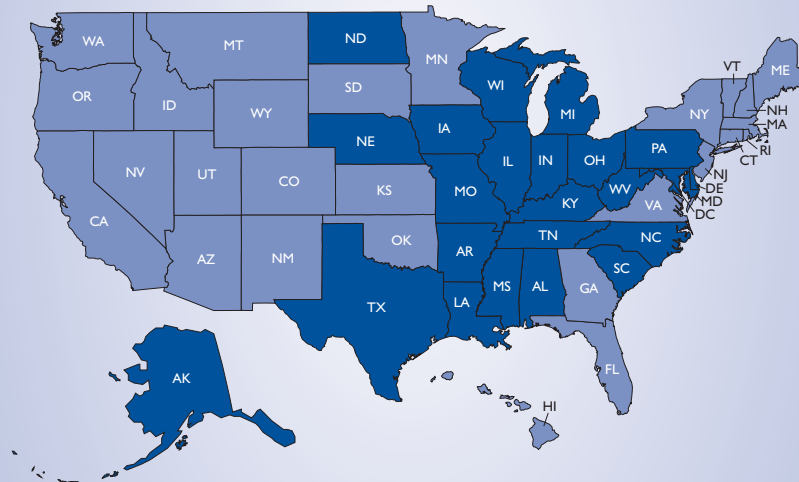 WA
MT
ND
MN
VT
ME
OR
ID
SD
WI
MI
NY
NH
MA
WY
NE
IA
PA
RI
CT
NV
UT
CO
IL
IN
OH
NJ
DE
MD
DC
CA
KS
MO
KY
WV
VA
AZ
NM
OK
AR
TN
NC
SC
TX
LA
MS
AL
GA
FL
AK
HI